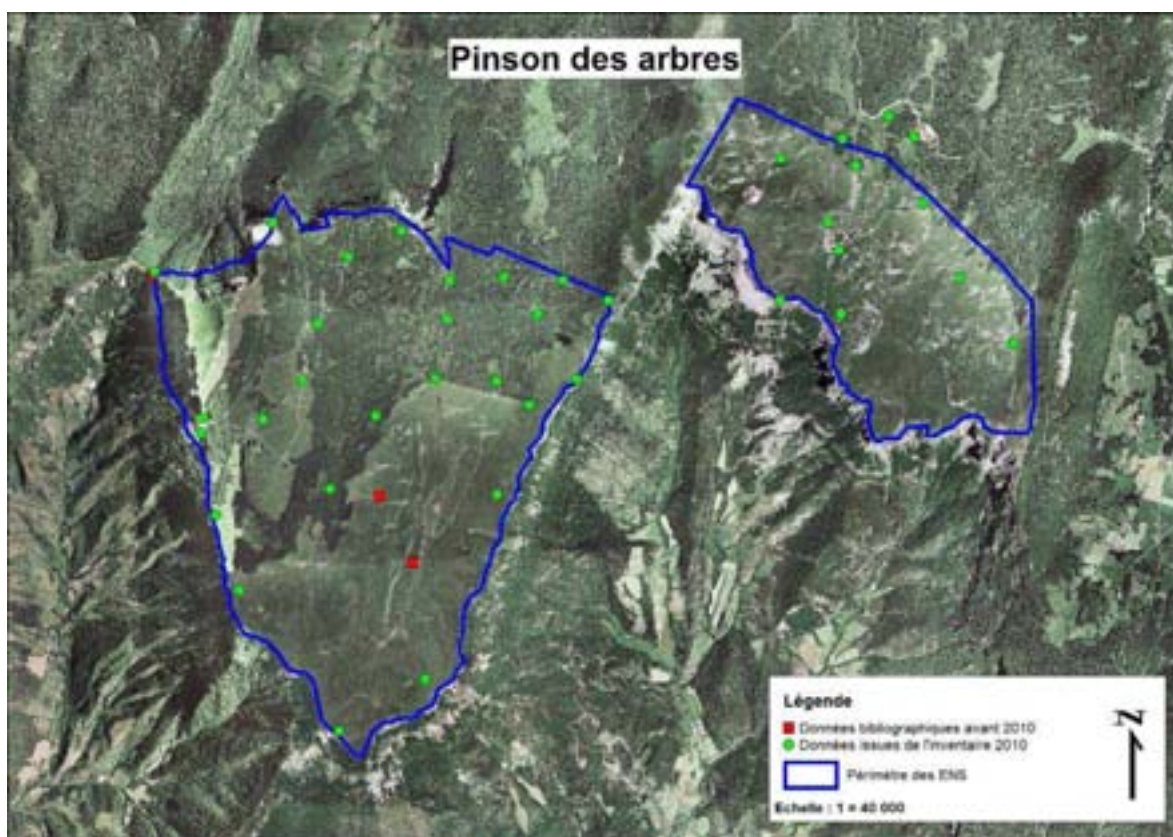 Pinson des arbres
Légende
Données bibliographiques avant 2010
Données issues de l'inventaire 2010
Périmètre des ENS
Echelle : 1 = 40 000
N